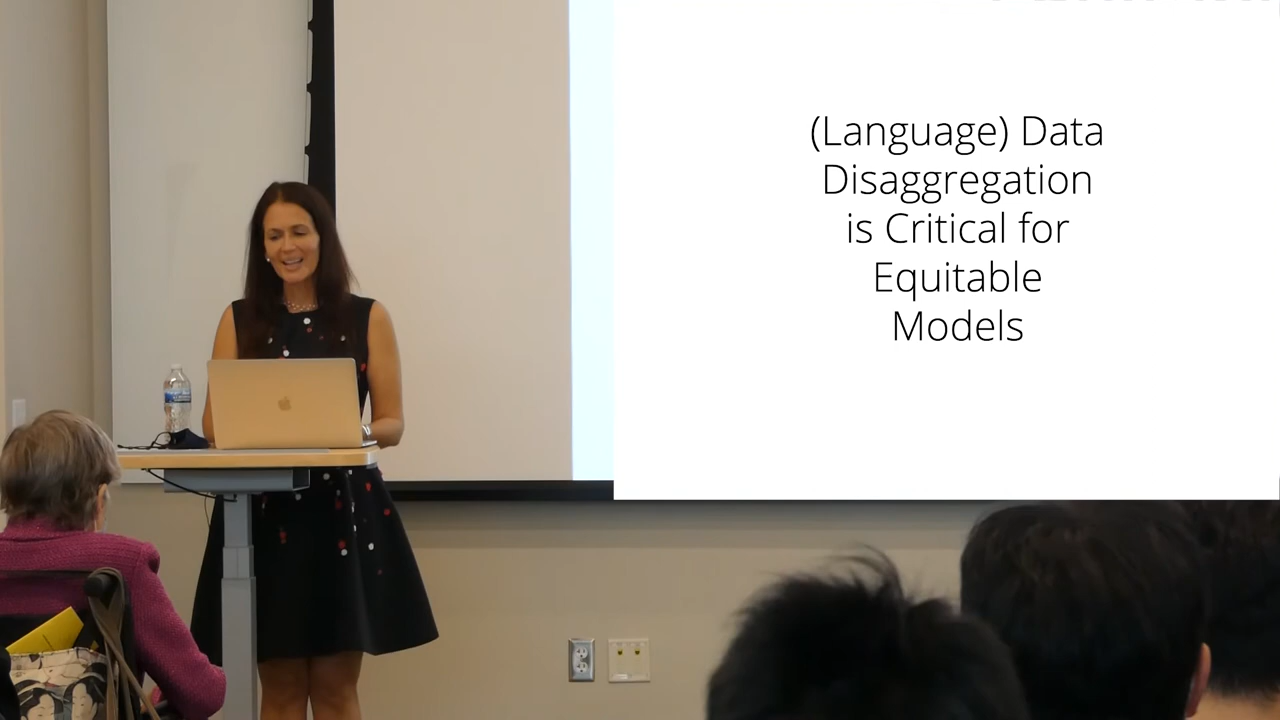 (Language) Data
Disaggregation
is Critical for
Equitable
Models